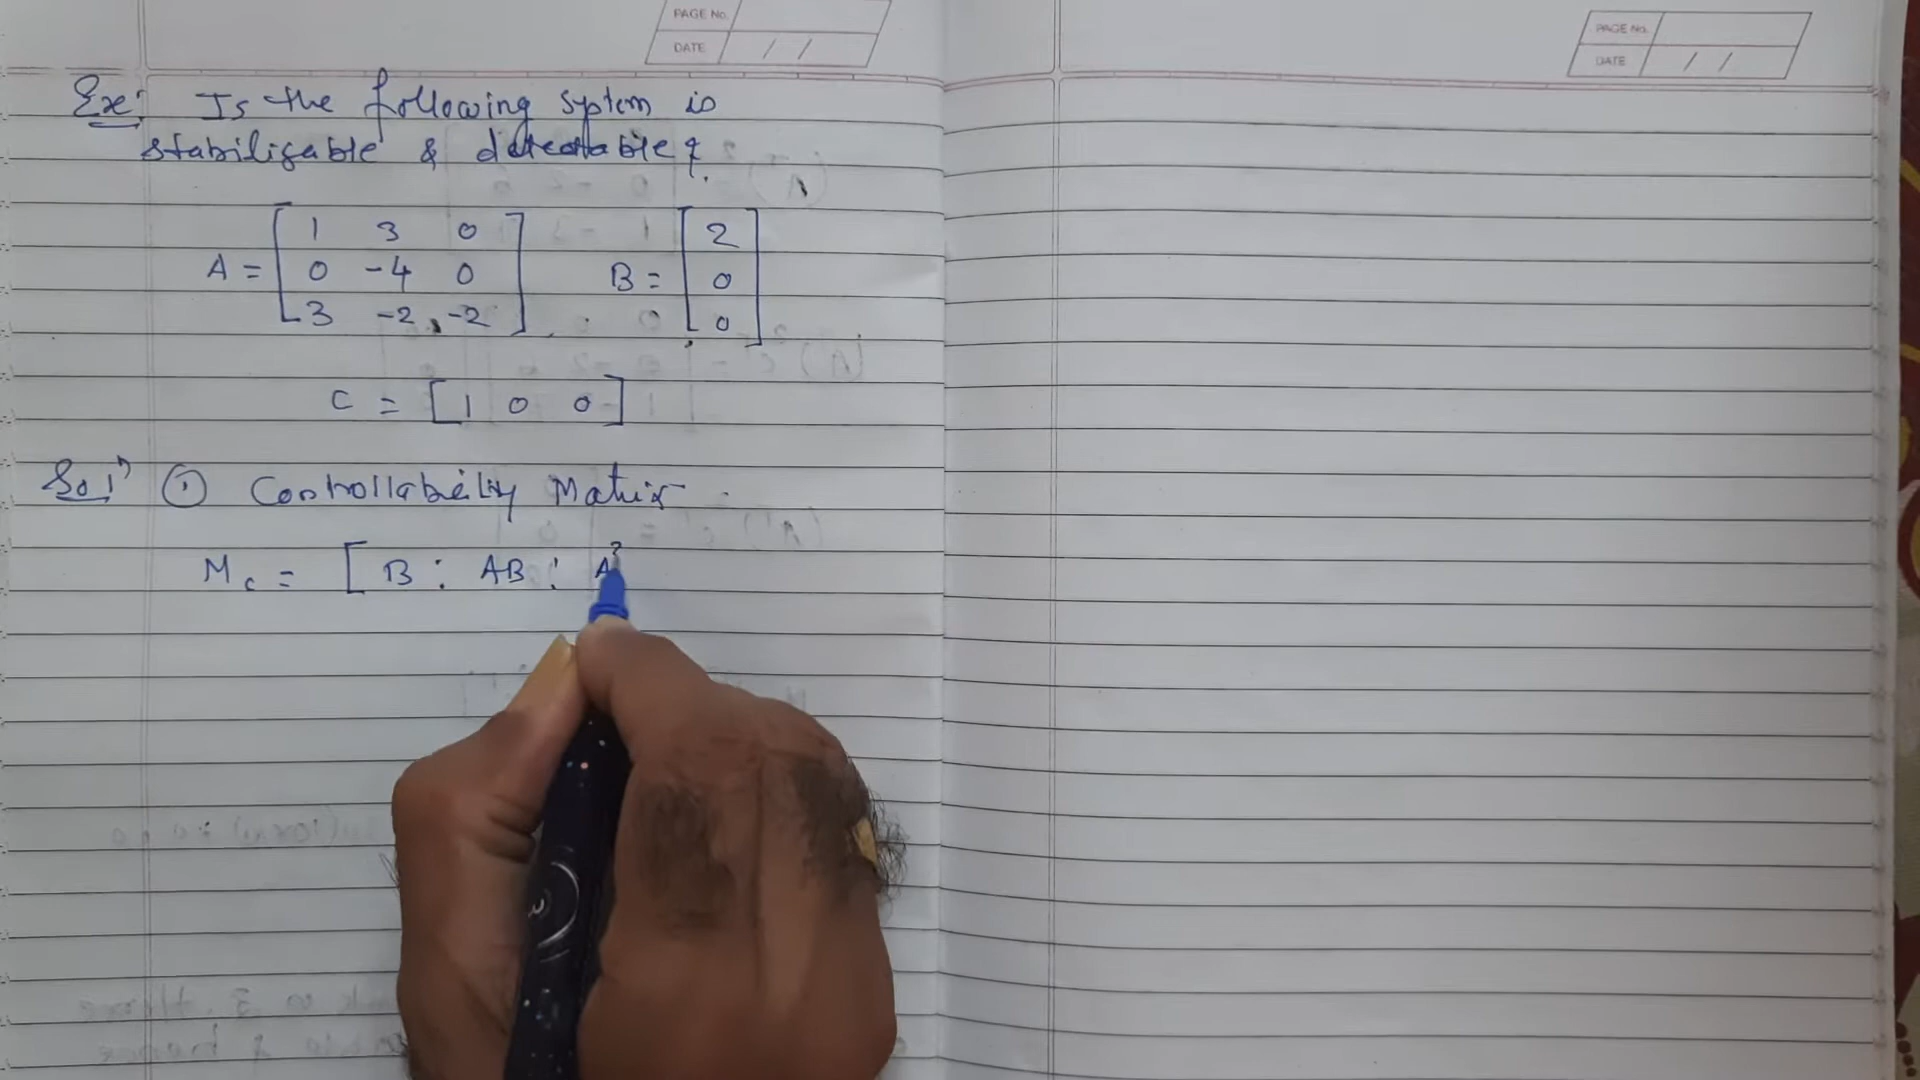 PAGE No.
DATE / /
PAGE No.
DATE / /
Ex: Is the following system is
stabilizable & detectable?
A = [ 1 3 0
0 -4 0
3 -2, -2 ]
B = [ 2
0
0 ]
C = [ 1 0 0 ]
Solⁿ ① Controllability Matrix
Mc = [ B : AB : A²